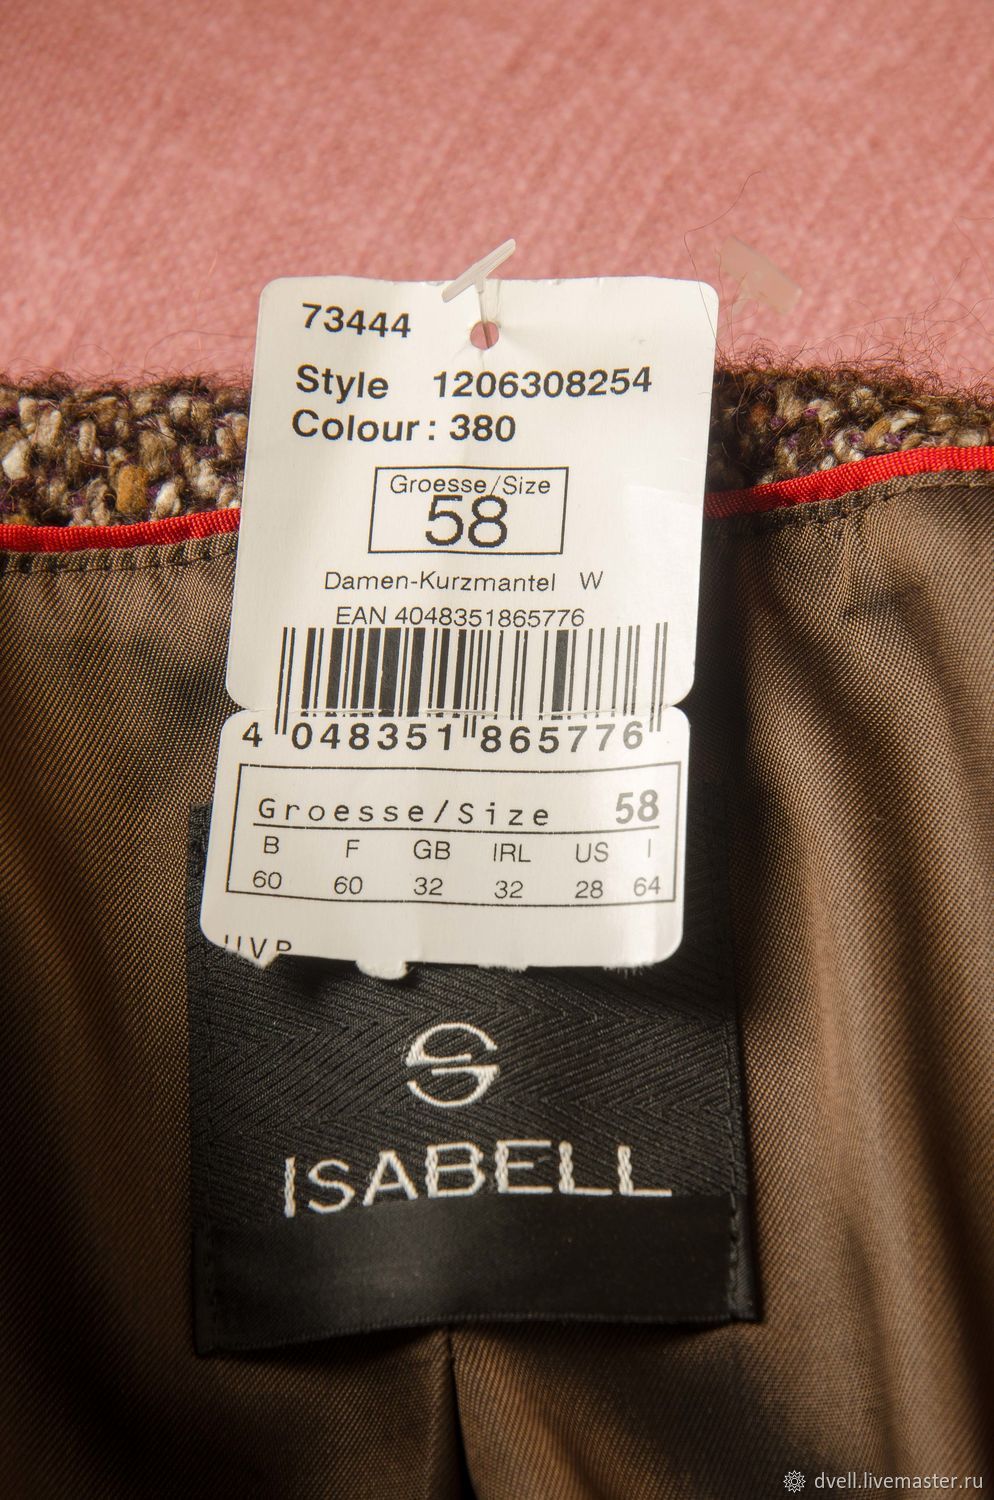 73444
Style 1206308254
Colour: 380
Groesse/Size
58
Damen-Kurzmantel W
EAN 4048351865776
4 048351 865776
Groesse/Size 58
B F GB IRL US I
60 60 32 32 28 64
UVP
S
ISABELL
dvell.livemaster.ru